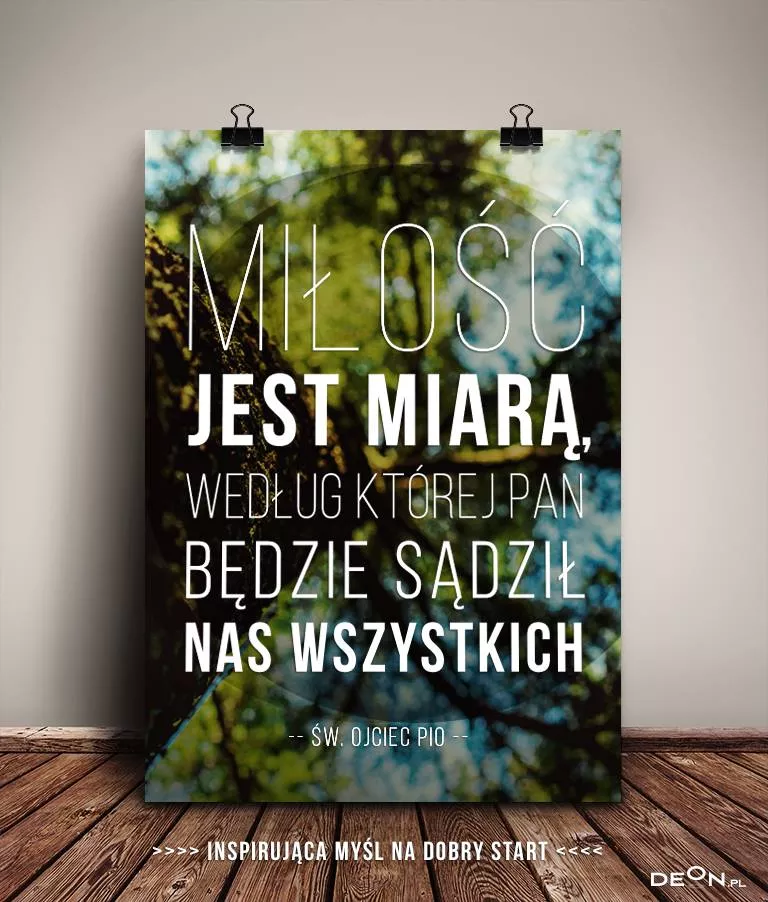 MIŁOŚĆ
JEST MIARĄ,
WEDŁUG KTÓREJ PAN
BĘDZIE SĄDZIŁ
NAS WSZYSTKICH
-- ŚW. OJCIEC PIO --
>>>> INSPIRUJĄCA MYŚL NA DOBRY START <<<<
DEON.PL